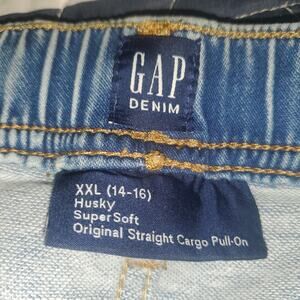 GAP
DENIM
XXL (14-16)
Husky
SuperSoft
Original Straight Cargo Pull-On